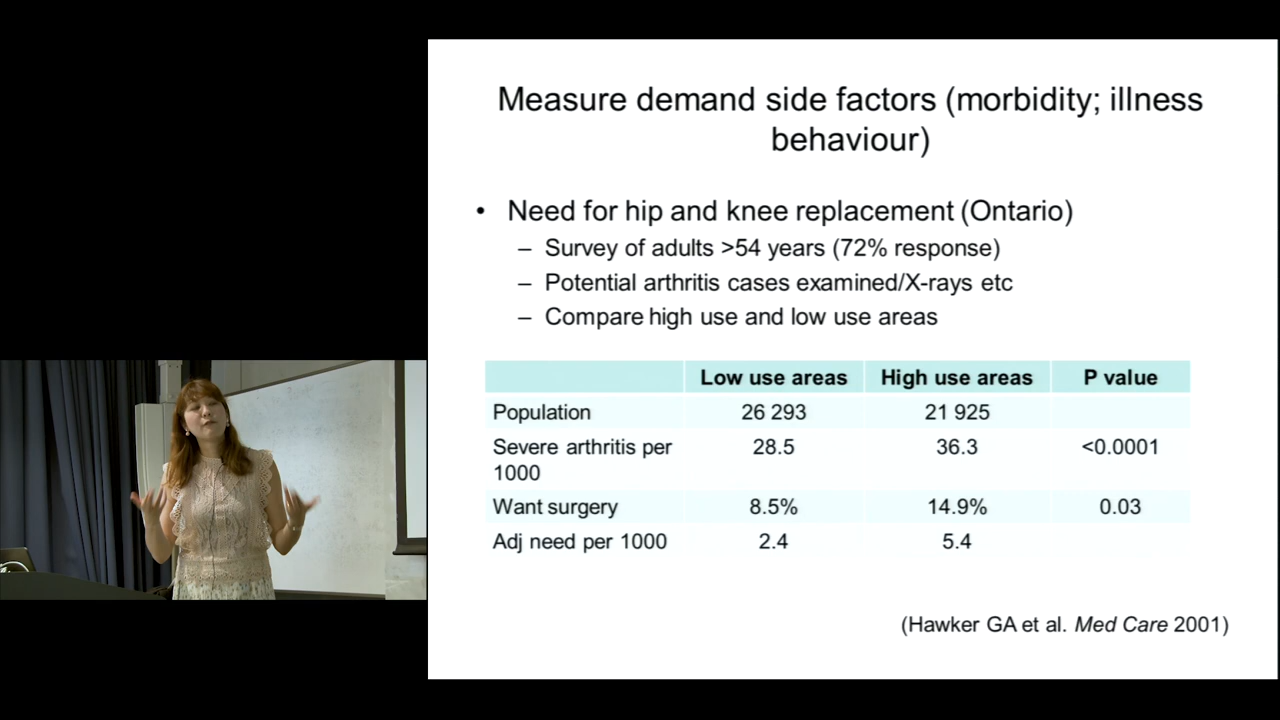 Measure demand side factors (morbidity; illness
behaviour)
• Need for hip and knee replacement (Ontario)
– Survey of adults >54 years (72% response)
– Potential arthritis cases examined/X-rays etc
– Compare high use and low use areas
Low use areas High use areas P value
Population 26 293 21 925
Severe arthritis per 28.5 36.3 <0.0001
1000
Want surgery 8.5% 14.9% 0.03
Adj need per 1000 2.4 5.4
(Hawker GA et al. Med Care 2001)